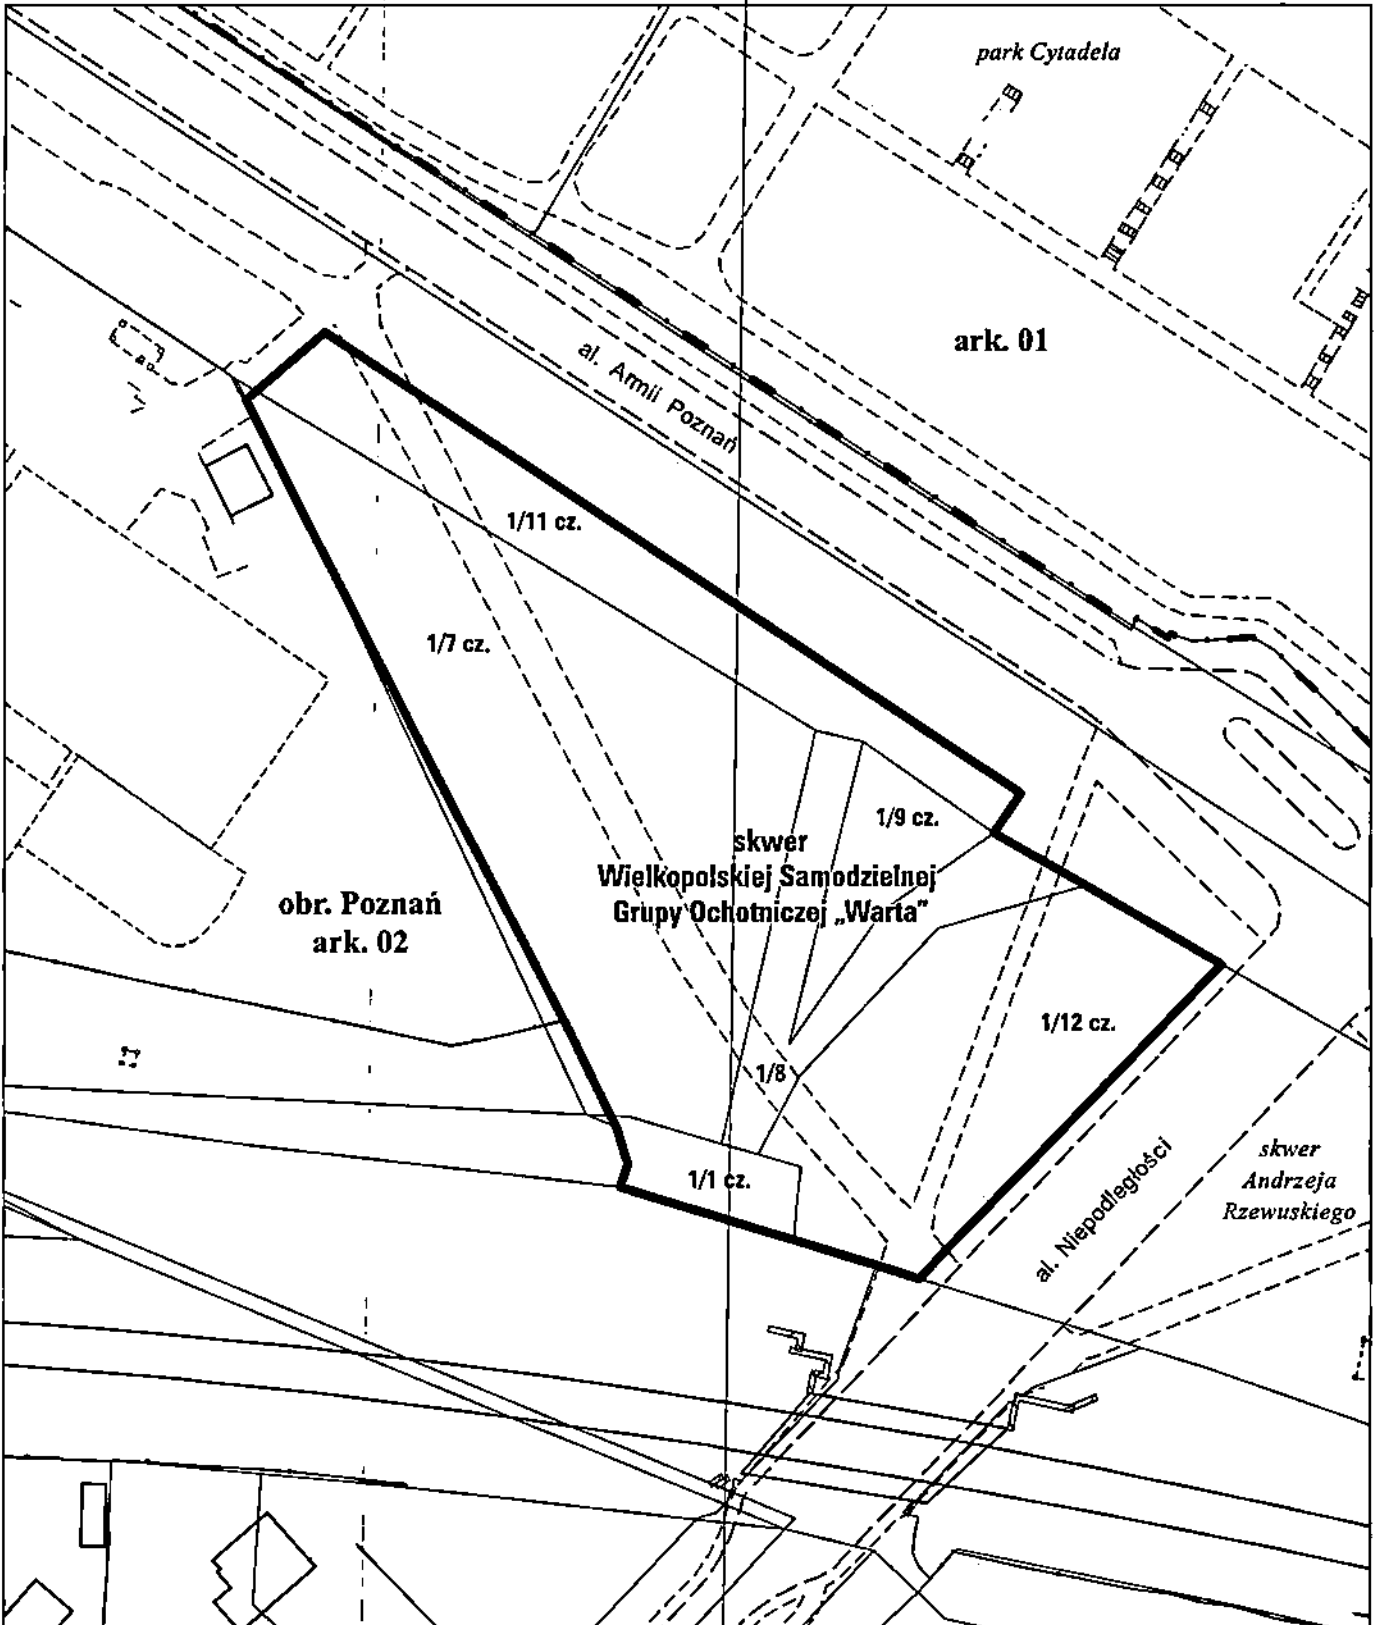 park Cytadela
ark. 01
al. Armii Poznań
1/11 cz.
1/7 cz.
1/9 cz.
skwer
Wielkopolskiej Samodzielnej
Grupy Ochotniczej „Warta”
obr. Poznań
ark. 02
1/12 cz.
1/8
1/1 cz.
al. Niepodległości
skwer
Andrzeja
Rzewuskiego